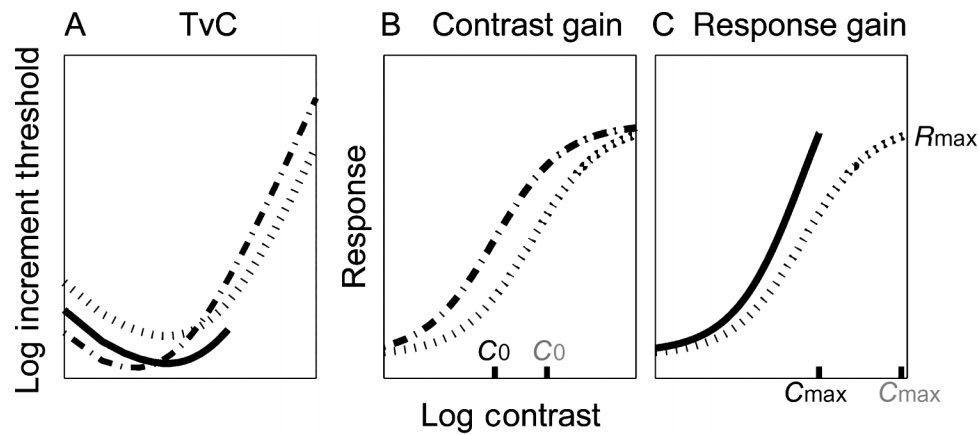 A TvC
B Contrast gain
C Response gain
Log increment threshold
Response
Rmax
C0 C0
Cmax Cmax
Log contrast